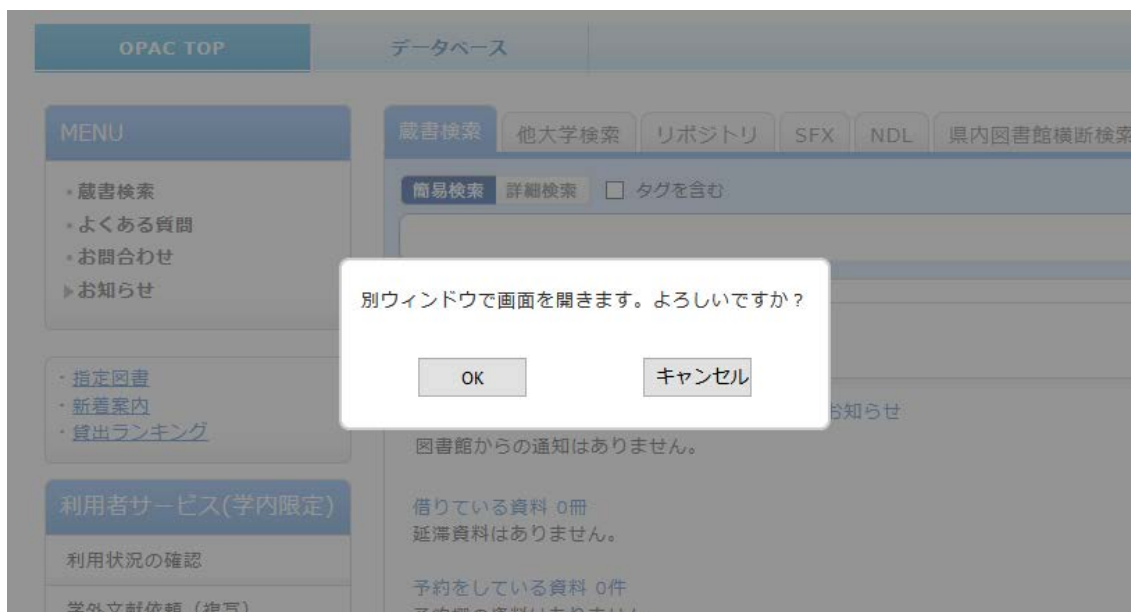 OPAC TOP
データベース
MENU
・蔵書検索
・よくある質問
・お問合わせ
▶お知らせ
・指定図書
・新着案内
・貸出ランキング
利用者サービス(学内限定)
利用状況の確認
学外文献依頼(複写)
蔵書検索 他大学検索 リポジトリ SFX NDL 県内図書館横断検索
簡易検索 詳細検索 タグを含む
別ウィンドウで画面を開きます。よろしいですか?
OK キャンセル
お知らせ
図書館からの通知はありません。
借りている資料 0冊
延滞資料はありません。
予約をしている資料 0件